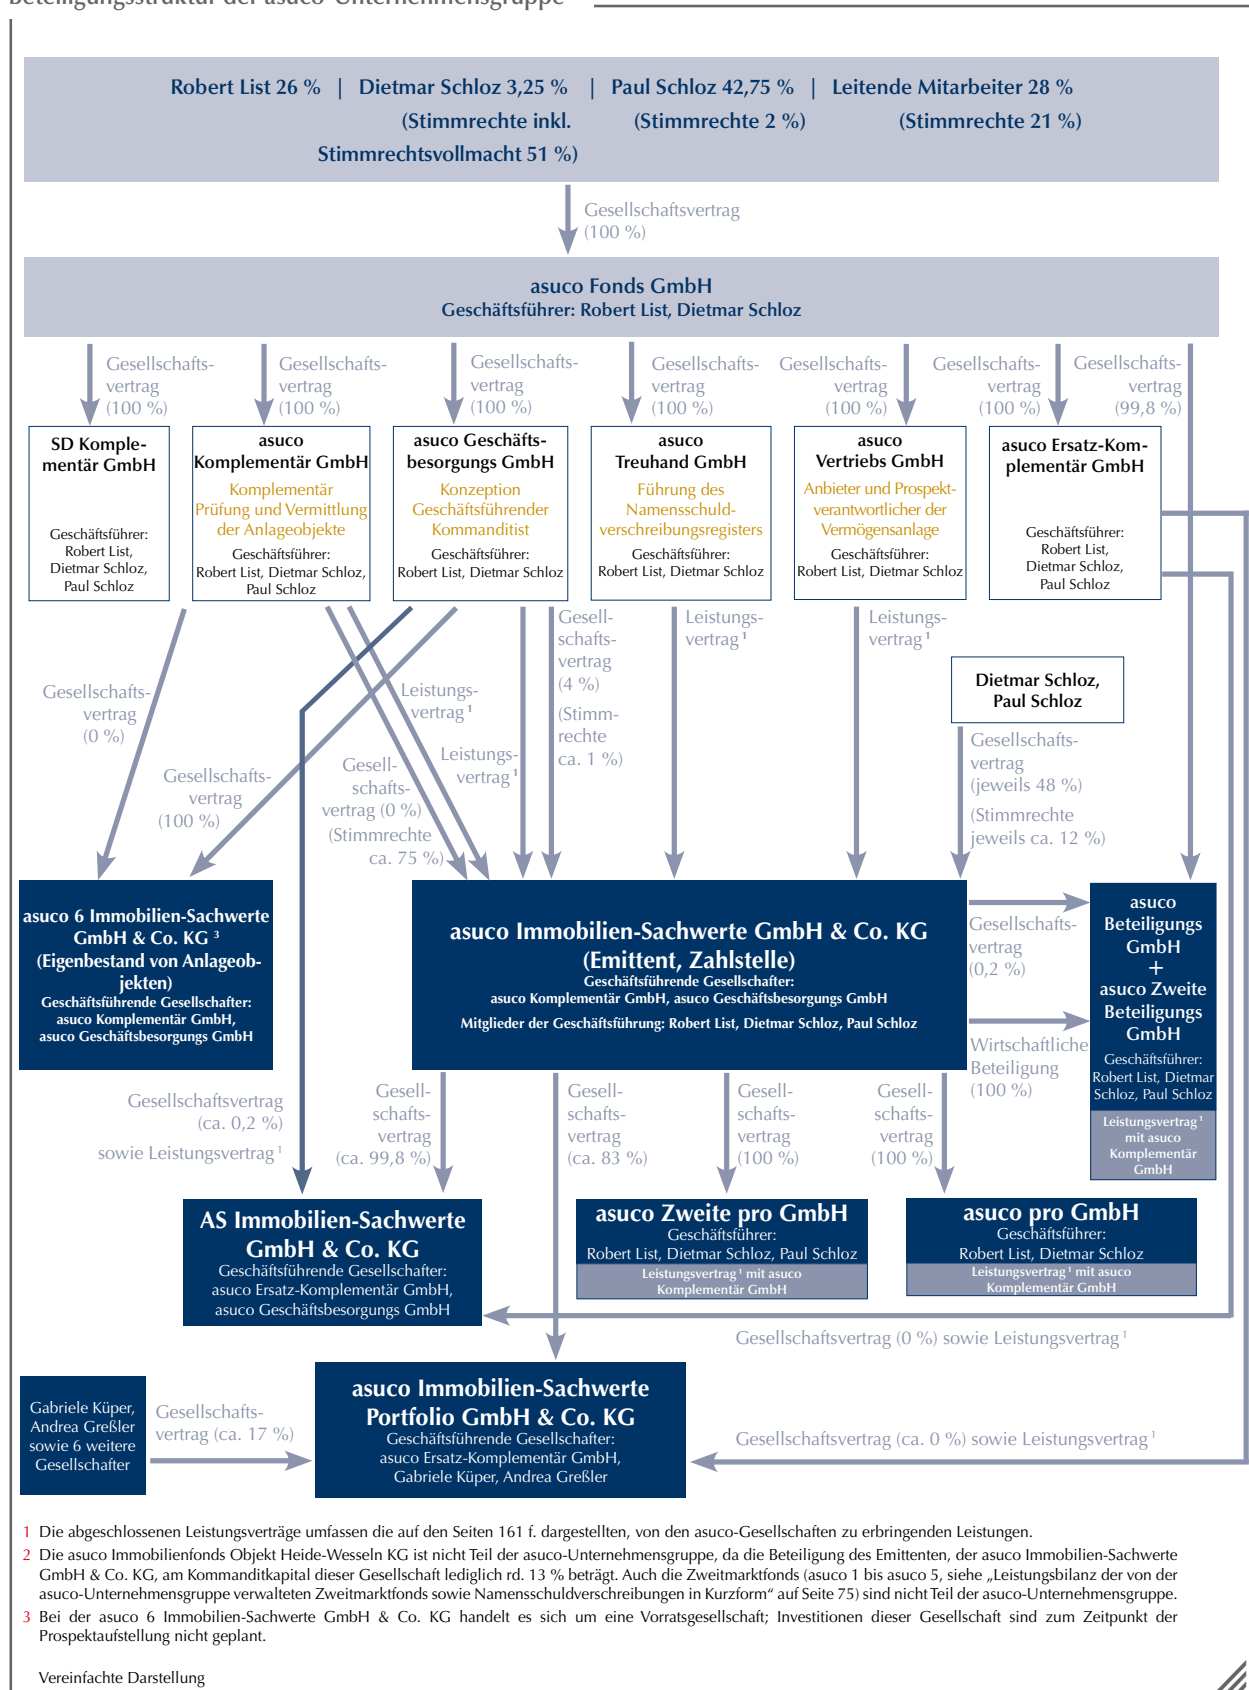 Beteiligungsstruktur der asuco-Unternehmensgruppe
Robert List 26 % | Dietmar Schloz 3,25 % | Paul Schloz 42,75 % | Leitende Mitarbeiter 28 %
(Stimmrechte inkl. (Stimmrechte 2 %) (Stimmrechte 21 %)
Stimmrechtsvollmacht 51 %)
Gesellschaftsvertrag
(100 %)
asuco Fonds GmbH
Geschäftsführer: Robert List, Dietmar Schloz
Gesellschafts-
vertrag
(100 %)
Gesellschafts-
vertrag
(100 %)
Gesellschafts-
vertrag
(100 %)
Gesellschafts-
vertrag
(100 %)
Gesellschafts-
vertrag
(100 %)
Gesellschafts-
vertrag
(100 %)
Gesellschafts-
vertrag
(99,8 %)
SD Komple-
mentär GmbH
Geschäftsführer:
Robert List,
Dietmar Schloz,
Paul Schloz
asuco
Komplementär GmbH
Komplementär
Prüfung und Vermittlung
der Anlageobjekte
Geschäftsführer:
Robert List, Dietmar Schloz,
Paul Schloz
asuco Geschäfts-
besorgungs GmbH
Konzeption
Geschäftsführender
Kommanditist
Geschäftsführer:
Robert List, Dietmar Schloz
asuco
Treuhand GmbH
Führung des
Namensschuld-
verschreibungsregisters
Geschäftsführer:
Robert List, Dietmar Schloz
asuco
Vertriebs GmbH
Anbieter und Prospekt-
verantwortlicher der
Vermögensanlage
Geschäftsführer:
Robert List, Dietmar Schloz
asuco Ersatz-Kom-
plementär GmbH
Geschäftsführer:
Robert List,
Dietmar Schloz,
Paul Schloz
Gesellschafts-
vertrag
(0 %)
Gesellschafts-
vertrag
(100 %)
Gesell-
schafts-
vertrag (0 %)
(Stimmrechte
ca. 75 %)
Leistungs-
vertrag 1
Leistungs-
vertrag 1
Gesell-
schafts-
vertrag
(4 %)
(Stimm-
rechte
ca. 1 %)
Leistungs-
vertrag 1
Leistungs-
vertrag 1
Dietmar Schloz,
Paul Schloz
Gesellschafts-
vertrag
(jeweils 48 %)
(Stimmrechte
jeweils ca. 12 %)
asuco 6 Immobilien-Sachwerte
GmbH & Co. KG 3
(Eigenbestand von Anlageob-
jekten)
Geschäftsführende Gesellschafter:
asuco Komplementär GmbH,
asuco Geschäftsbesorgungs GmbH
asuco Immobilien-Sachwerte GmbH & Co. KG
(Emittent, Zahlstelle)
Geschäftsführende Gesellschafter:
asuco Komplementär GmbH, asuco Geschäftsbesorgungs GmbH
Mitglieder der Geschäftsführung: Robert List, Dietmar Schloz, Paul Schloz
Gesellschafts-
vertrag
(0,2 %)
Wirtschaftliche
Beteiligung
(100 %)
asuco
Beteiligungs
GmbH
+
asuco Zweite
Beteiligungs
GmbH
Geschäftsführer:
Robert List, Dietmar
Schloz, Paul Schloz
Leistungsvertrag 1
mit asuco
Komplementär
GmbH
Gesellschaftsvertrag
(ca. 0,2 %)
sowie Leistungsvertrag 1
Gesell-
schafts-
vertrag
(ca. 99,8 %)
Gesell-
schafts-
vertrag
(ca. 83 %)
Gesell-
schafts-
vertrag
(100 %)
Gesell-
schafts-
vertrag
(100 %)
AS Immobilien-Sachwerte
GmbH & Co. KG
Geschäftsführende Gesellschafter:
asuco Ersatz-Komplementär GmbH,
asuco Geschäftsbesorgungs GmbH
asuco Zweite pro GmbH
Geschäftsführer:
Robert List, Dietmar Schloz, Paul Schloz
Leistungsvertrag 1 mit asuco
Komplementär GmbH
asuco pro GmbH
Geschäftsführer:
Robert List, Dietmar Schloz
Leistungsvertrag 1 mit asuco
Komplementär GmbH
Gesellschaftsvertrag (0 %) sowie Leistungsvertrag 1
Gabriele Küper,
Andrea Greßler
sowie 6 weitere
Gesellschafter
Gesellschafts-
vertrag (ca. 17 %)
asuco Immobilien-Sachwerte
Portfolio GmbH & Co. KG
Geschäftsführende Gesellschafter:
asuco Ersatz-Komplementär GmbH,
Gabriele Küper, Andrea Greßler
Gesellschaftsvertrag (ca. 0 %) sowie Leistungsvertrag 1
1 Die abgeschlossenen Leistungsverträge umfassen die auf den Seiten 161 f. dargestellten, von den asuco-Gesellschaften zu erbringenden Leistungen.
2 Die asuco Immobilienfonds Objekt Heide-Wesseln KG ist nicht Teil der asuco-Unternehmensgruppe, da die Beteiligung des Emittenten, der asuco Immobilien-Sachwerte
GmbH & Co. KG, am Kommanditkapital dieser Gesellschaft lediglich rd. 13 % beträgt. Auch die Zweitmarktfonds (asuco 1 bis asuco 5, siehe „Leistungsbilanz der von der
asuco-Unternehmensgruppe verwalteten Zweitmarktfonds sowie Namensschuldverschreibungen in Kurzform“ auf Seite 75) sind nicht Teil der asuco-Unternehmensgruppe.
3 Bei der asuco 6 Immobilien-Sachwerte GmbH & Co. KG handelt es sich um eine Vorratsgesellschaft; Investitionen dieser Gesellschaft sind zum Zeitpunkt der
Prospektaufstellung nicht geplant.
Vereinfachte Darstellung